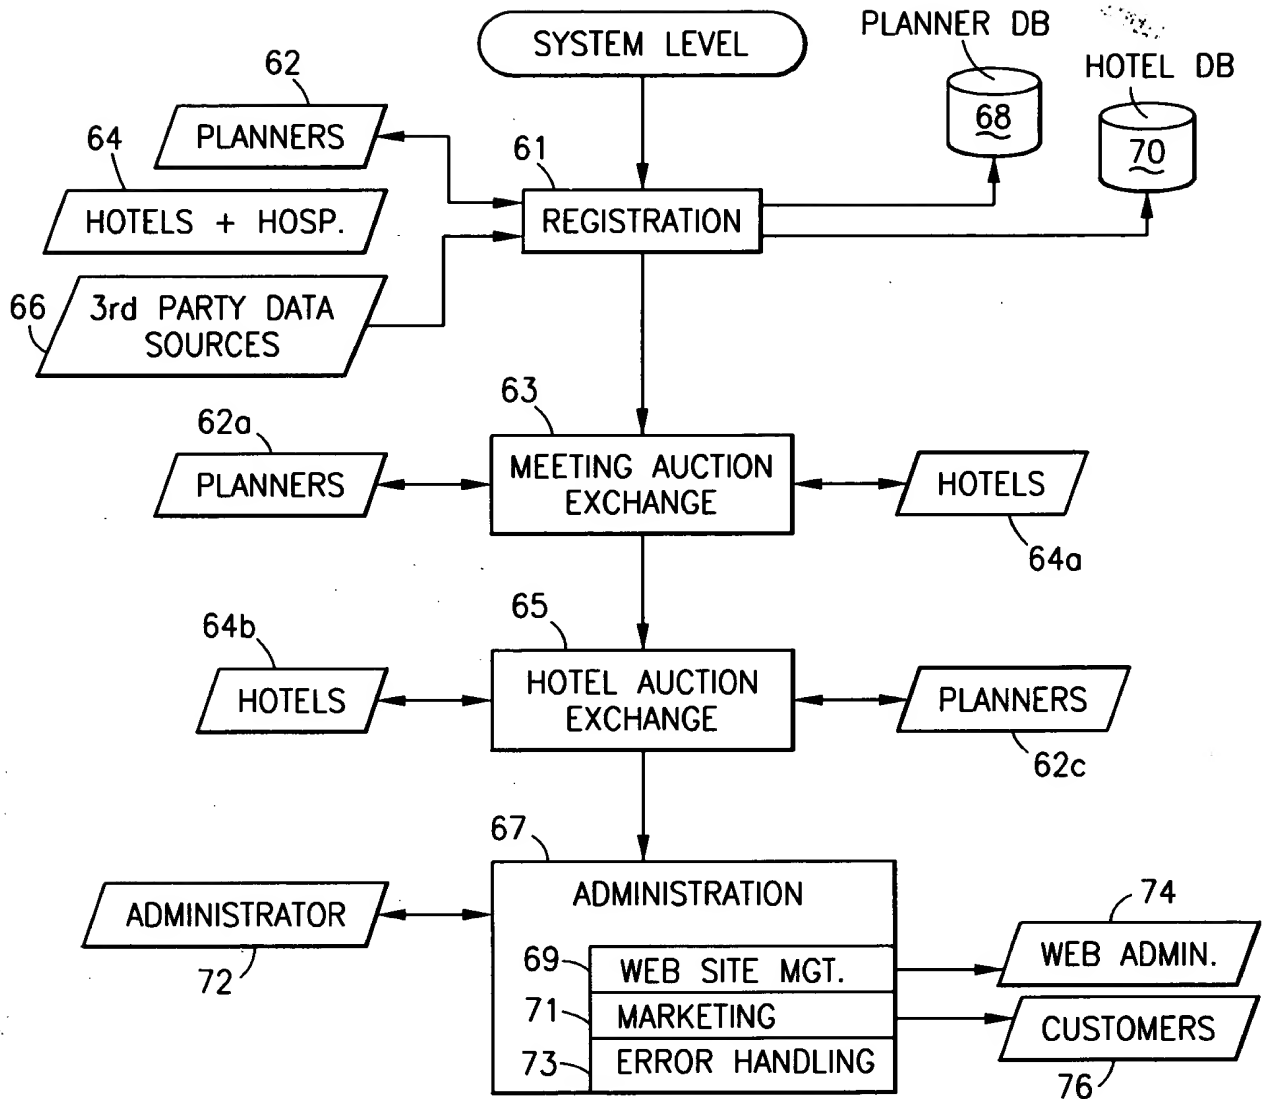 SYSTEM LEVEL
PLANNER DB
68
HOTEL DB
70
62
PLANNERS
64
HOTELS + HOSP.
66
3rd PARTY DATA
SOURCES
61
REGISTRATION
63
MEETING AUCTION
EXCHANGE
62a
PLANNERS
HOTELS
64a
65
HOTEL AUCTION
EXCHANGE
64b
HOTELS
PLANNERS
62c
67
ADMINISTRATION
ADMINISTRATOR
72
69
WEB SITE MGT.
71
MARKETING
73
ERROR HANDLING
74
WEB ADMIN.
CUSTOMERS
76